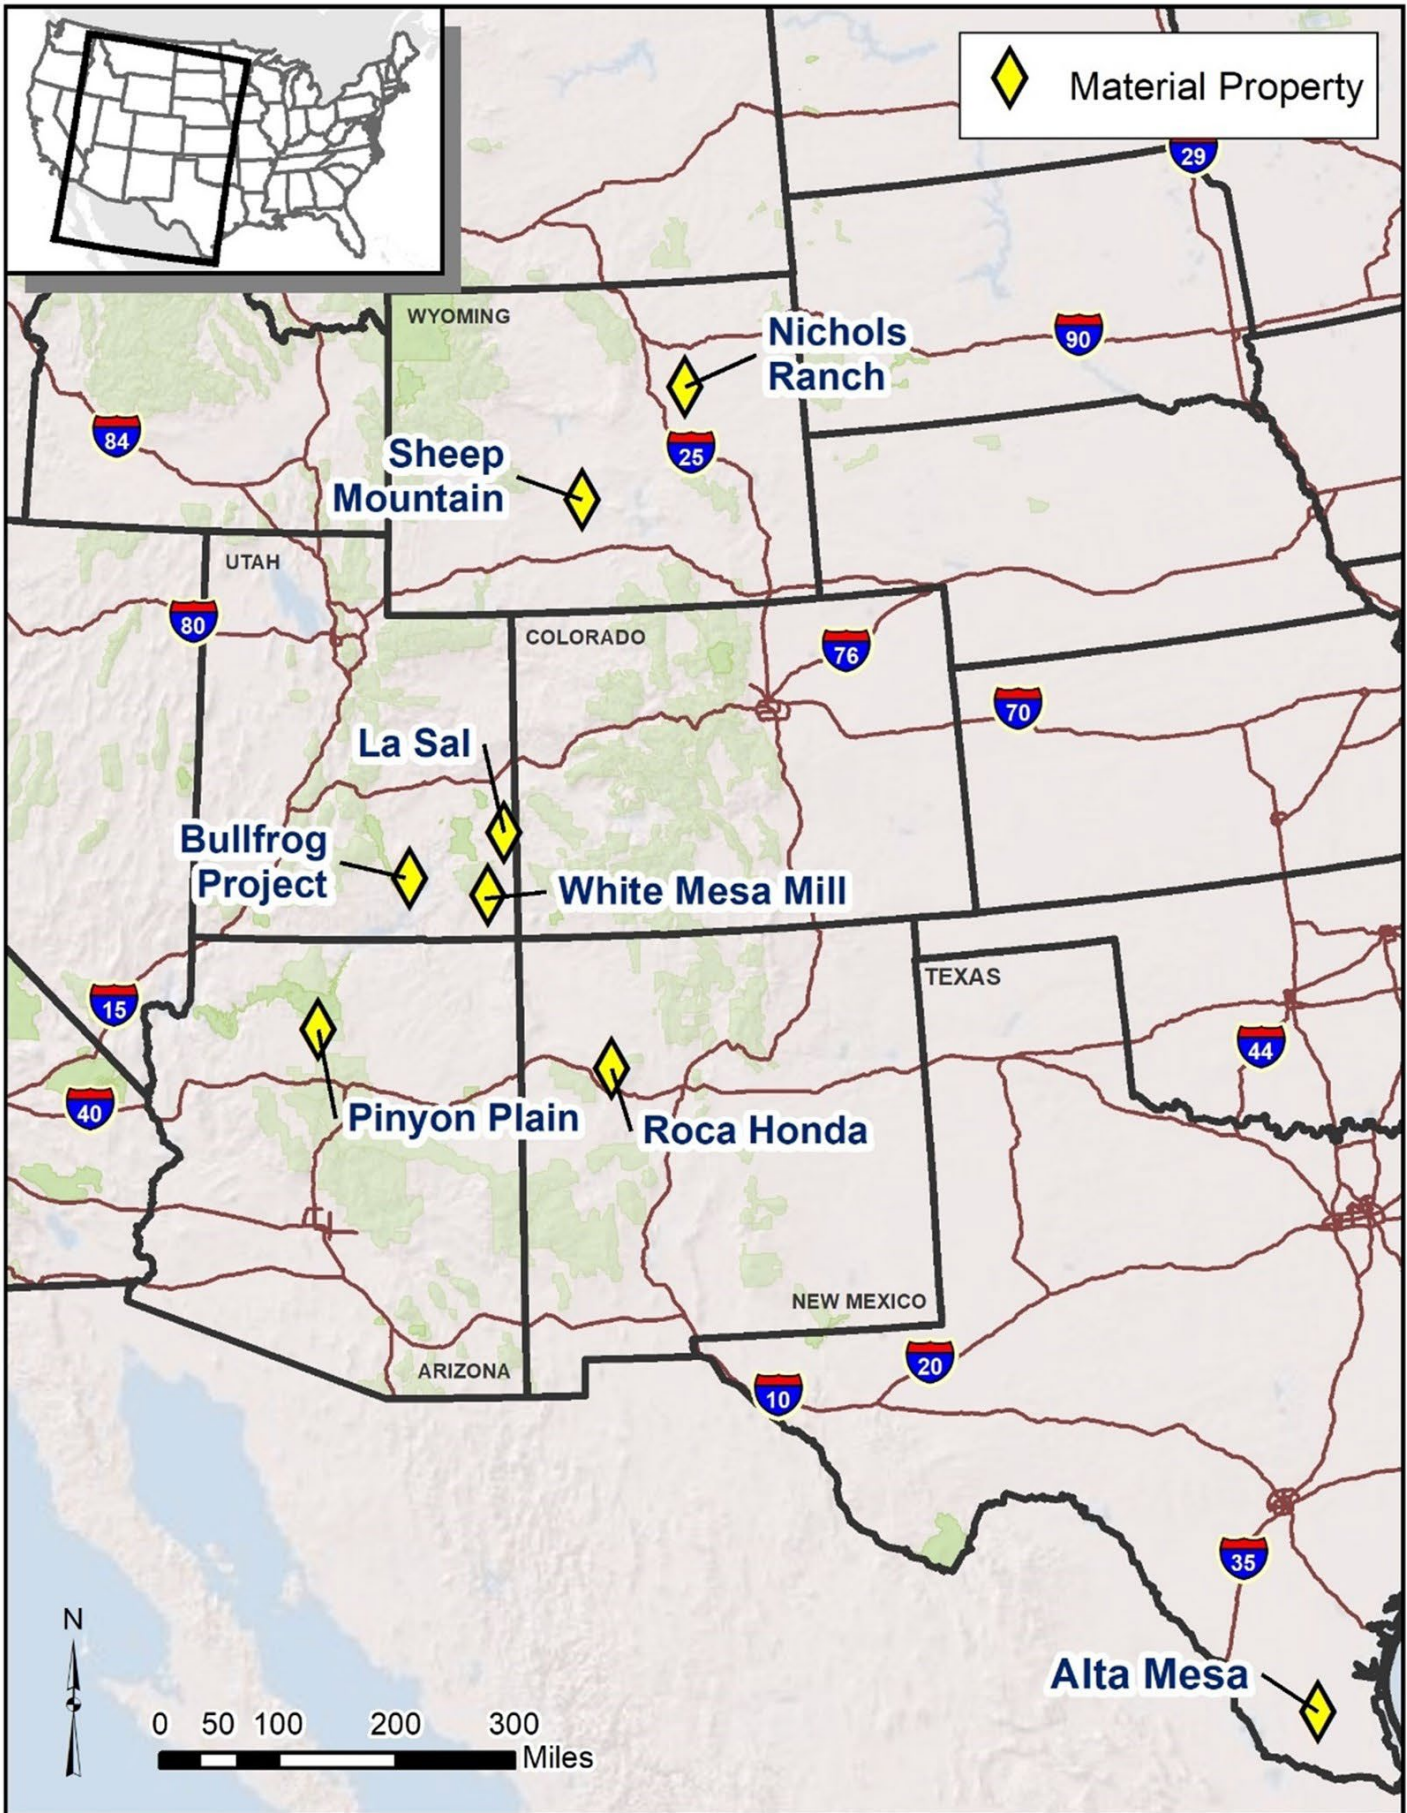 Material Property
29
WYOMING
Nichols
Ranch
90
84
Sheep
Mountain
25
UTAH
80
COLORADO
76
70
La Sal
Bullfrog
Project
White Mesa Mill
TEXAS
15
44
40
Pinyon Plain
Roca Honda
NEW MEXICO
20
ARIZONA
10
35
N
Alta Mesa
0 50 100 200 300
Miles